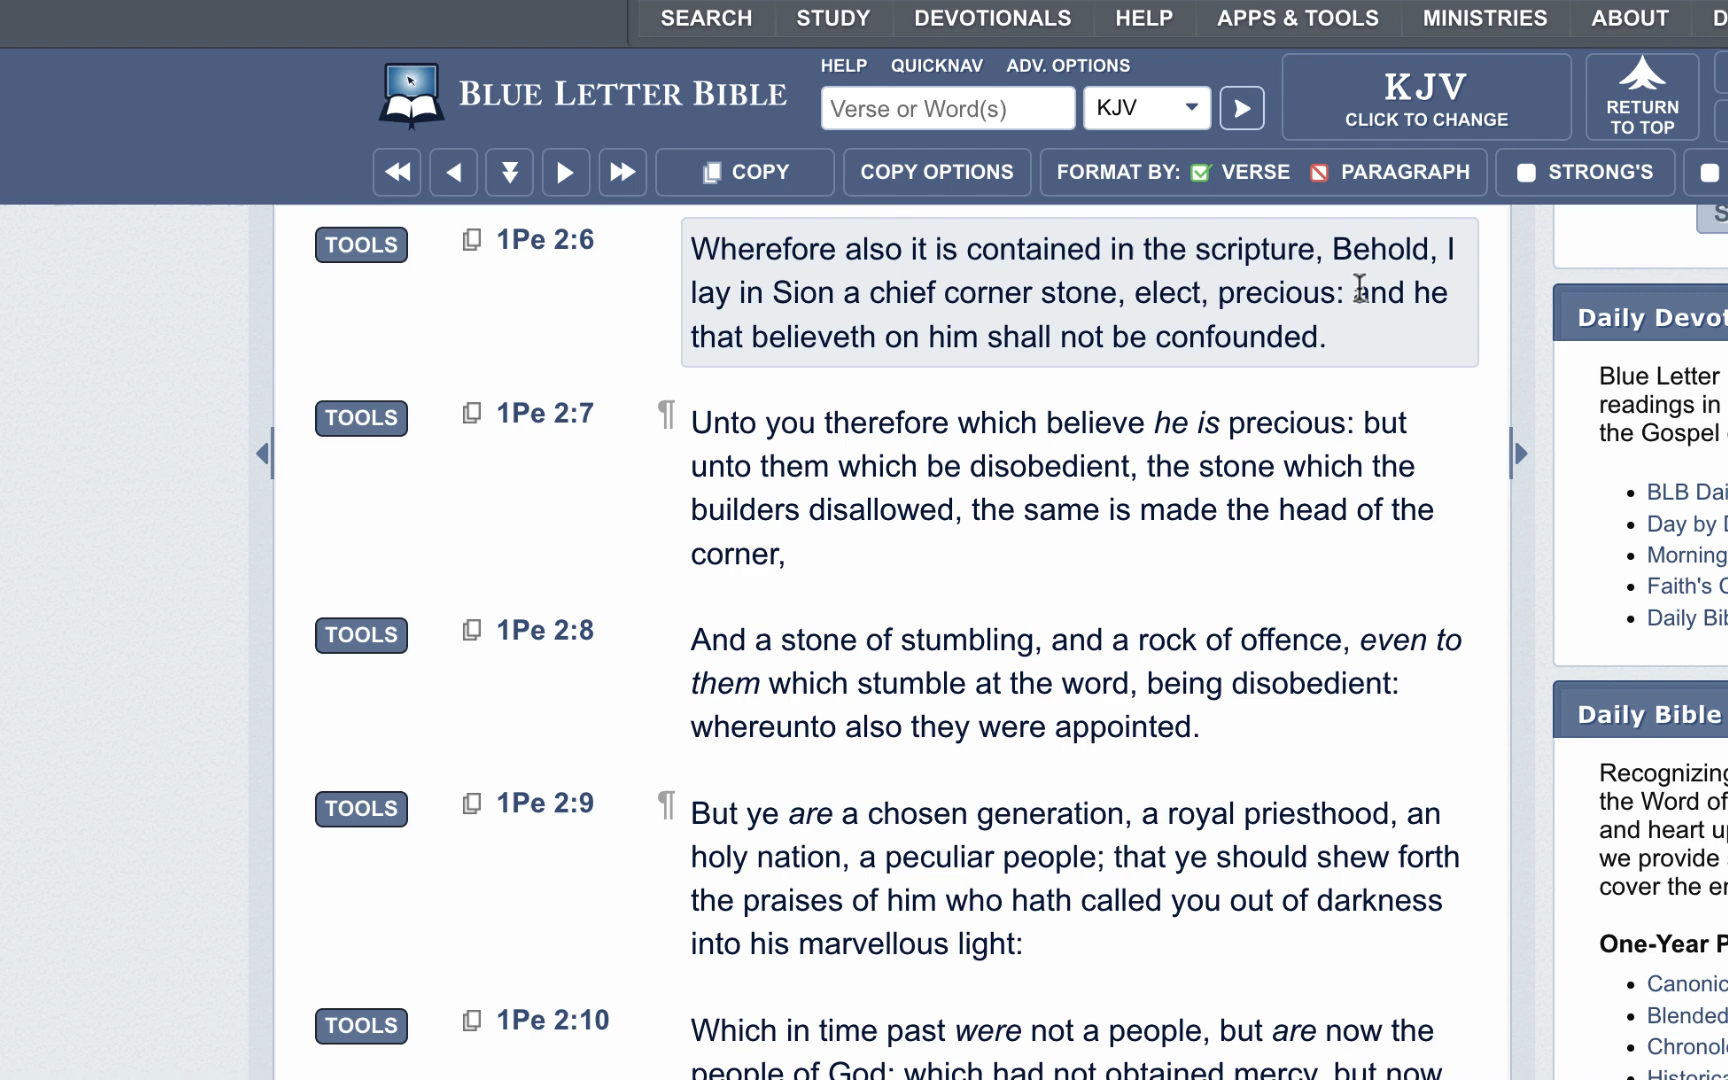 SEARCH STUDY DEVOTIONALS HELP APPS & TOOLS MINISTRIES ABOUT
HELP QUICKNAV ADV. OPTIONS
BLUE LETTER BIBLE
Verse or Word(s) KJV
KJV
CLICK TO CHANGE
RETURN
TO TOP
COPY COPY OPTIONS FORMAT BY: VERSE PARAGRAPH STRONG'S
TOOLS 1Pe 2:6
Wherefore also it is contained in the scripture, Behold, I
lay in Sion a chief corner stone, elect, precious: and he
that believeth on him shall not be confounded.
TOOLS 1Pe 2:7
¶ Unto you therefore which believe he is precious: but
unto them which be disobedient, the stone which the
builders disallowed, the same is made the head of the
corner,
TOOLS 1Pe 2:8
And a stone of stumbling, and a rock of offence, even to
them which stumble at the word, being disobedient:
whereunto also they were appointed.
TOOLS 1Pe 2:9
¶ But ye are a chosen generation, a royal priesthood, an
holy nation, a peculiar people; that ye should shew forth
the praises of him who hath called you out of darkness
into his marvellous light:
TOOLS 1Pe 2:10
Which in time past were not a people, but are now the
people of God: which had not obtained mercy, but now
Daily
Blue Letter
readings in
the Gospel
BLB
Day by
Morning
Faith's
Daily
Daily Bible
Recognizing
the Word of
and heart
we provide
cover the
One-Year
Blended